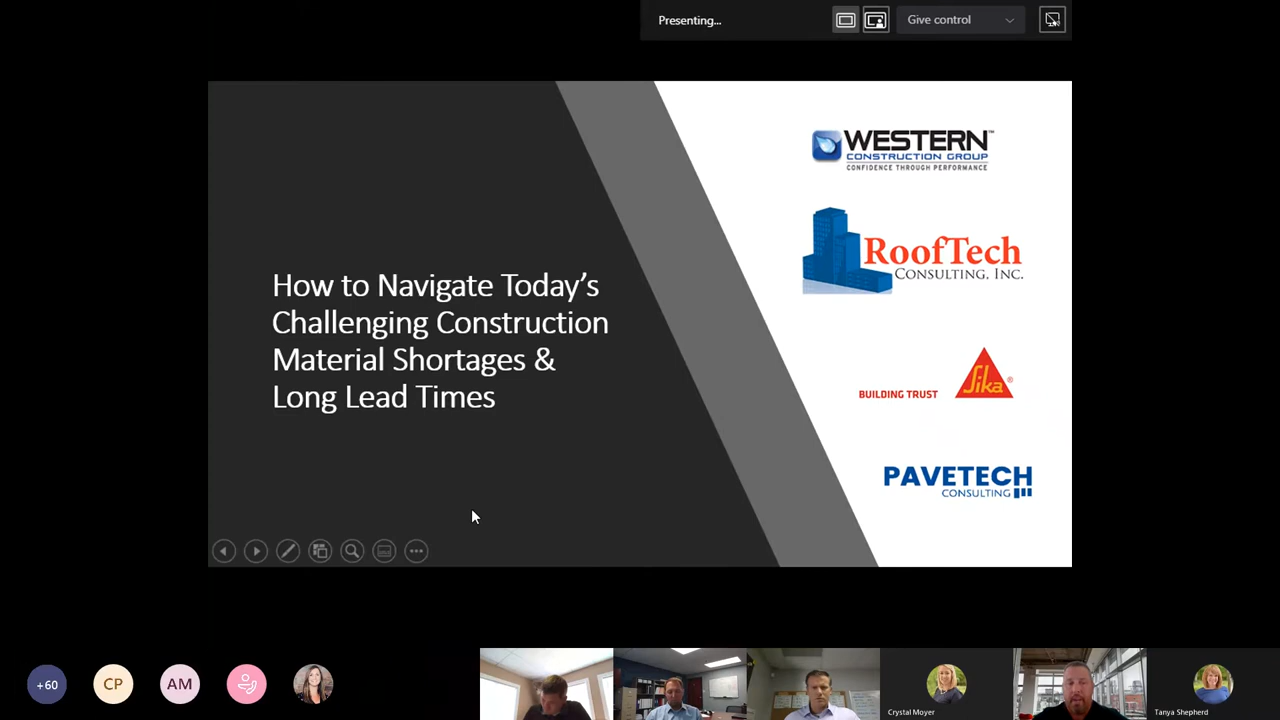 Presenting...
Give control
WESTERN™
CONSTRUCTION GROUP
CONFIDENCE THROUGH PERFORMANCE
RoofTech
CONSULTING, INC.
How to Navigate Today's
Challenging Construction
Material Shortages &
Long Lead Times
BUILDING TRUST
Sika®
PAVETECH
CONSULTING
+60
CP
AM
Crystal Moyer
Tanya Shepherd